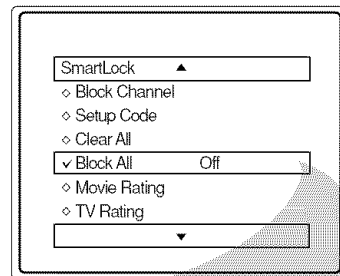 SmartLock ▲
◇ Block Channel
◇ Setup Code
◇ Clear All
✓ Block All Off
◇ Movie Rating
◇ TV Rating
▼